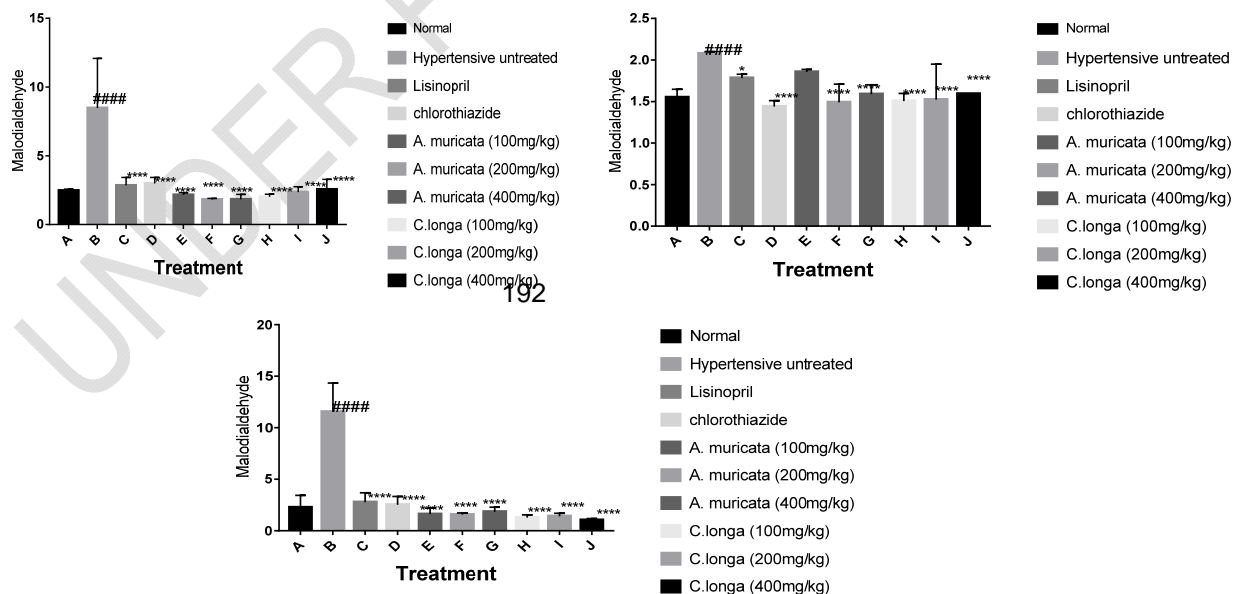 UNDER
15
10
5
0
Malodialdehyde
####
****
****
****
****
****
****
****
****
A B C D E F G H I J
Treatment
Normal
Hypertensive untreated
Lisinopril
chlorothiazide
A. muricata (100mg/kg)
A. muricata (200mg/kg)
A. muricata (400mg/kg)
C.longa (100mg/kg)
C.longa (200mg/kg)
C.longa (400mg/kg)
2.5
2.0
1.5
1.0
0.5
0.0
Malodialdehyde
####
*
****
****
****
****
****
****
A B C D E F G H I J
Treatment
Normal
Hypertensive untreated
Lisinopril
chlorothiazide
A. muricata (100mg/kg)
A. muricata (200mg/kg)
A. muricata (400mg/kg)
C.longa (100mg/kg)
C.longa (200mg/kg)
C.longa (400mg/kg)
192
20
15
10
5
0
Malodialdehyde
####
****
****
****
****
****
****
****
****
A B C D E F G H I J
Treatment
Normal
Hypertensive untreated
Lisinopril
chlorothiazide
A. muricata (100mg/kg)
A. muricata (200mg/kg)
A. muricata (400mg/kg)
C.longa (100mg/kg)
C.longa (200mg/kg)
C.longa (400mg/kg)